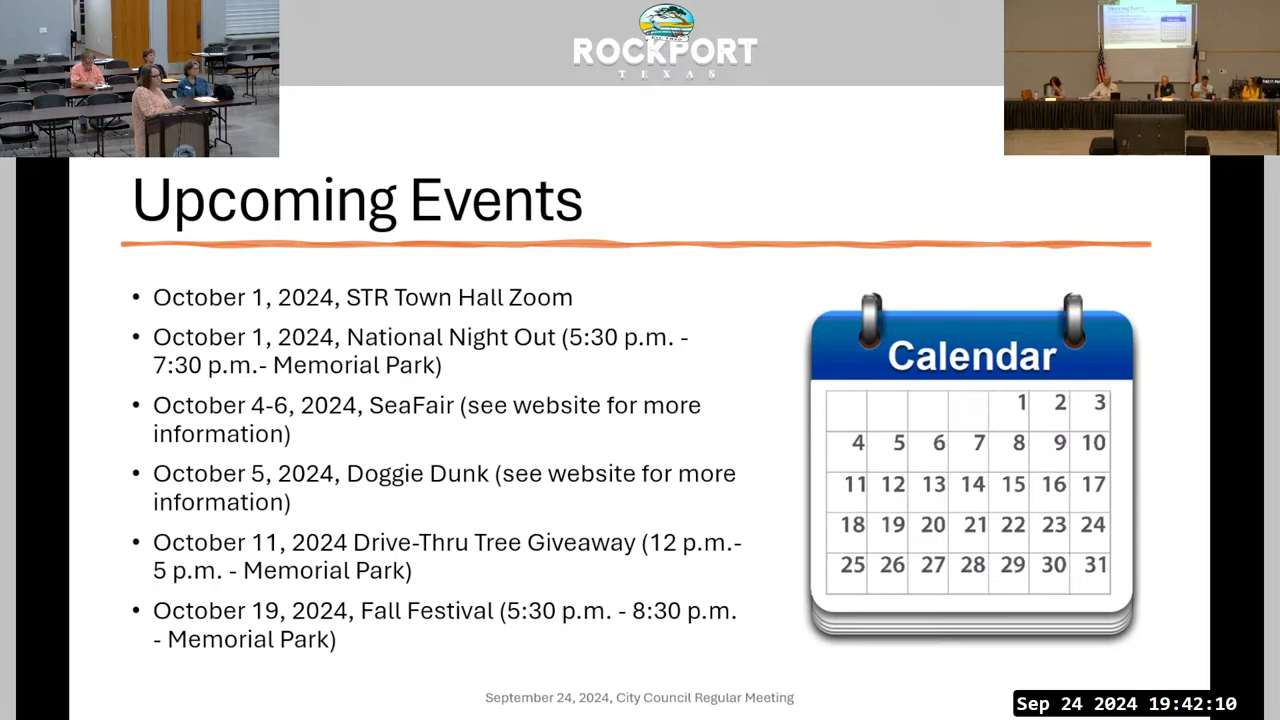 ROCKPORT
TEXAS
Upcoming Events
• October 1, 2024, STR Town Hall Zoom
• October 1, 2024, National Night Out (5:30 p.m. -
7:30 p.m.- Memorial Park)
• October 4-6, 2024, SeaFair (see website for more
information)
• October 5, 2024, Doggie Dunk (see website for more
information)
• October 11, 2024 Drive-Thru Tree Giveaway (12 p.m.-
5 p.m. - Memorial Park)
• October 19, 2024, Fall Festival (5:30 p.m. - 8:30 p.m.
- Memorial Park)
Calendar
1 2 3
4 5 6 7 8 9 10
11 12 13 14 15 16 17
18 19 20 21 22 23 24
25 26 27 28 29 30 31
September 24, 2024, City Council Regular Meeting
Sep 24 2024 19:42:10